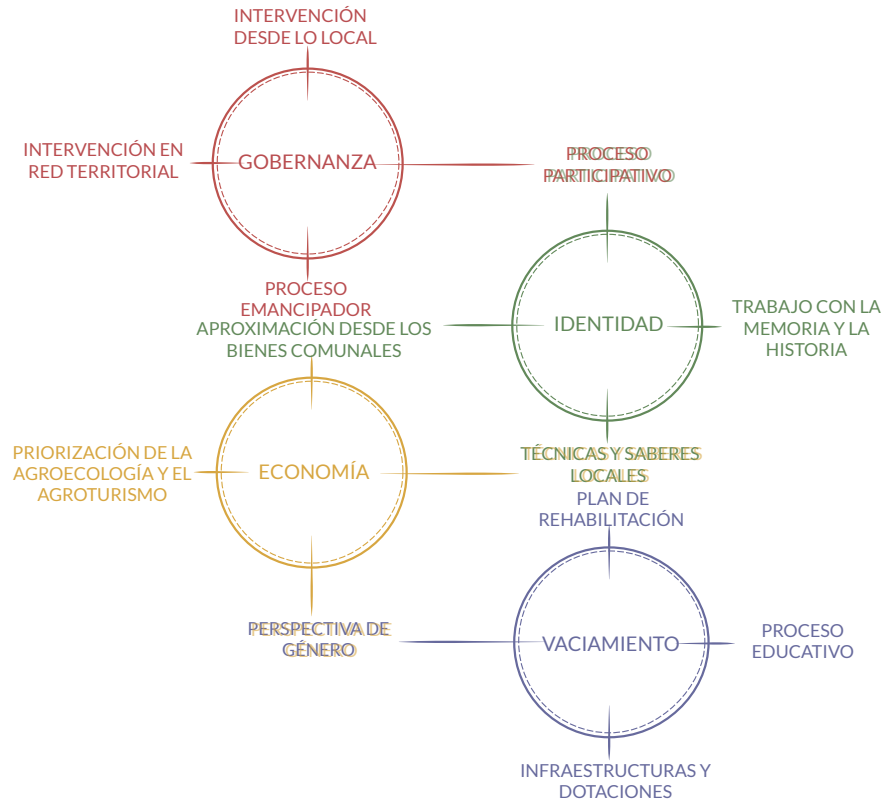 INTERVENCIÓN
DESDE LO LOCAL
INTERVENCIÓN EN
RED TERRITORIAL
GOBERNANZA
PROCESO
PARTICIPATIVO
PROCESO
EMANCIPADOR
APROXIMACIÓN DESDE LOS
BIENES COMUNALES
IDENTIDAD
TRABAJO CON LA
MEMORIA Y LA
HISTORIA
PRIORIZACIÓN DE LA
AGROECOLOGÍA Y EL
AGROTURISMO
ECONOMÍA
TÉCNICAS Y SABERES
LOCALES
PLAN DE
REHABILITACIÓN
PERSPECTIVA DE
GÉNERO
VACIAMIENTO
PROCESO
EDUCATIVO
INFRAESTRUCTURAS Y
DOTACIONES